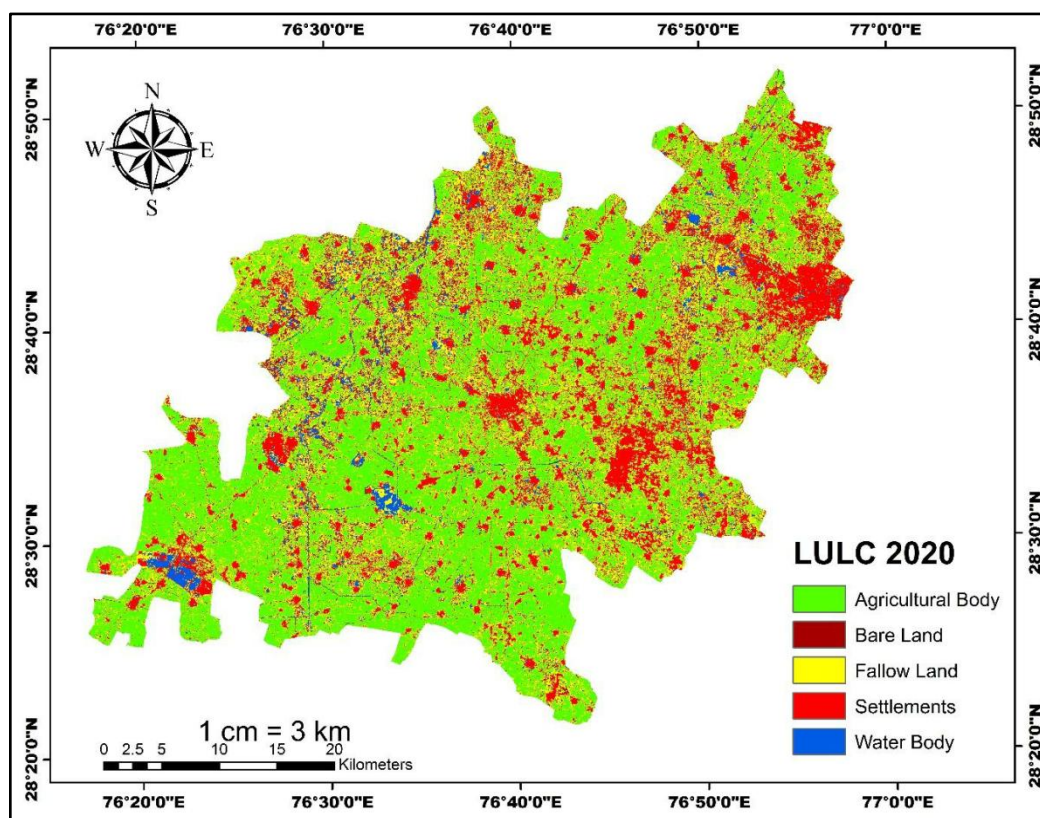 76°20'0"E 76°30'0"E 76°40'0"E 76°50'0"E 77°0'0"E
28°50'0"N 28°50'0"N
N
W E
S
28°40'0"N 28°40'0"N
28°30'0"N 28°30'0"N
LULC 2020
Agricultural Body
Bare Land
Fallow Land
Settlements
Water Body
1 cm = 3 km
0 2.5 5 10 15 20
Kilometers
28°20'0"N 28°20'0"N
76°20'0"E 76°30'0"E 76°40'0"E 76°50'0"E 77°0'0"E